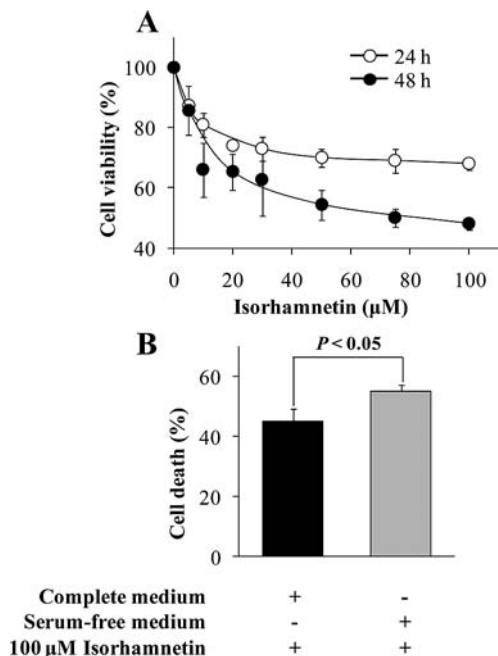 A
24 h
48 h
100
80
60
40
Cell viability (%)
0 20 40 60 80 100
Isorhamnetin (µM)
B
P < 0.05
60
40
20
0
Cell death (%)
Complete medium + -
Serum-free medium - +
100 µM Isorhamnetin + +